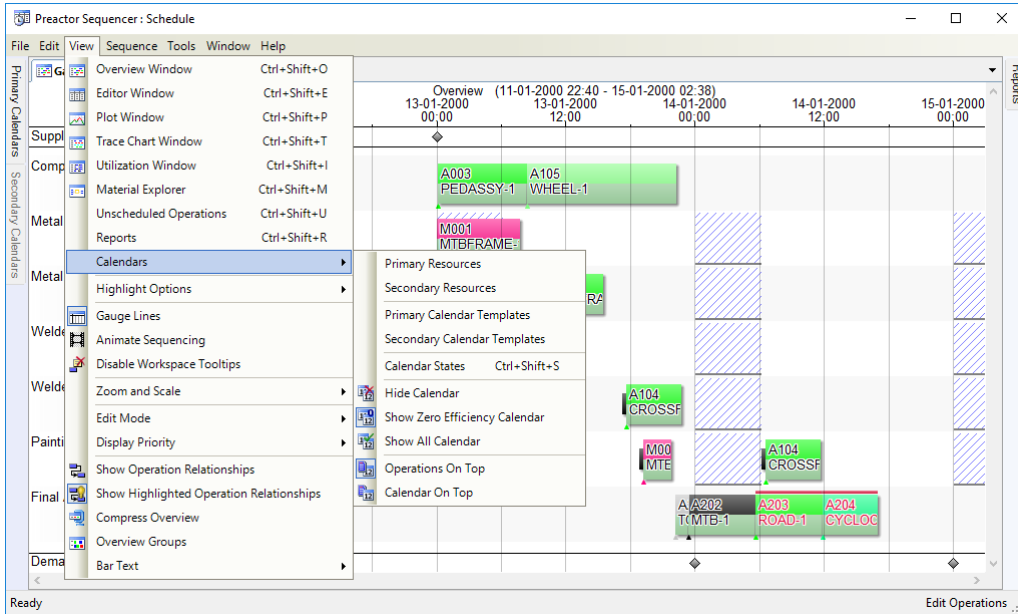 Preactor Sequencer : Schedule
File Edit View Sequence Tools Window Help
Primary Calendars
Secondary Calendars
Reports
Overview Window Ctrl+Shift+O
Editor Window Ctrl+Shift+E
Plot Window Ctrl+Shift+P
Trace Chart Window Ctrl+Shift+T
Utilization Window Ctrl+Shift+I
Material Explorer Ctrl+Shift+M
Unscheduled Operations Ctrl+Shift+U
Reports Ctrl+Shift+R
Calendars
Highlight Options
Gauge Lines
Animate Sequencing
Disable Workspace Tooltips
Zoom and Scale
Edit Mode
Display Priority
Show Operation Relationships
Show Highlighted Operation Relationships
Compress Overview
Overview Groups
Bar Text
Primary Resources
Secondary Resources
Primary Calendar Templates
Secondary Calendar Templates
Calendar States Ctrl+Shift+S
Hide Calendar
Show Zero Efficiency Calendar
Show All Calendar
Operations On Top
Calendar On Top
Overview (11-01-2000 22:40 - 15-01-2000 02:38)
13-01-2000 13-01-2000 14-01-2000 14-01-2000 15-01-2000
00:00 12:00 00:00 12:00 00:00
Suppl
Comp
A003 A105
PEDASSY-1 WHEEL-1
Metal
M001
MTBFRAME-
Metal
RA
Welde
Welde
A104
CROSSF
Painti
M00 A104
MTE CROSSF
Final
A A202 A203 A204
MTB-1 ROAD-1 CYCLOC
Dema
Ready Edit Operations